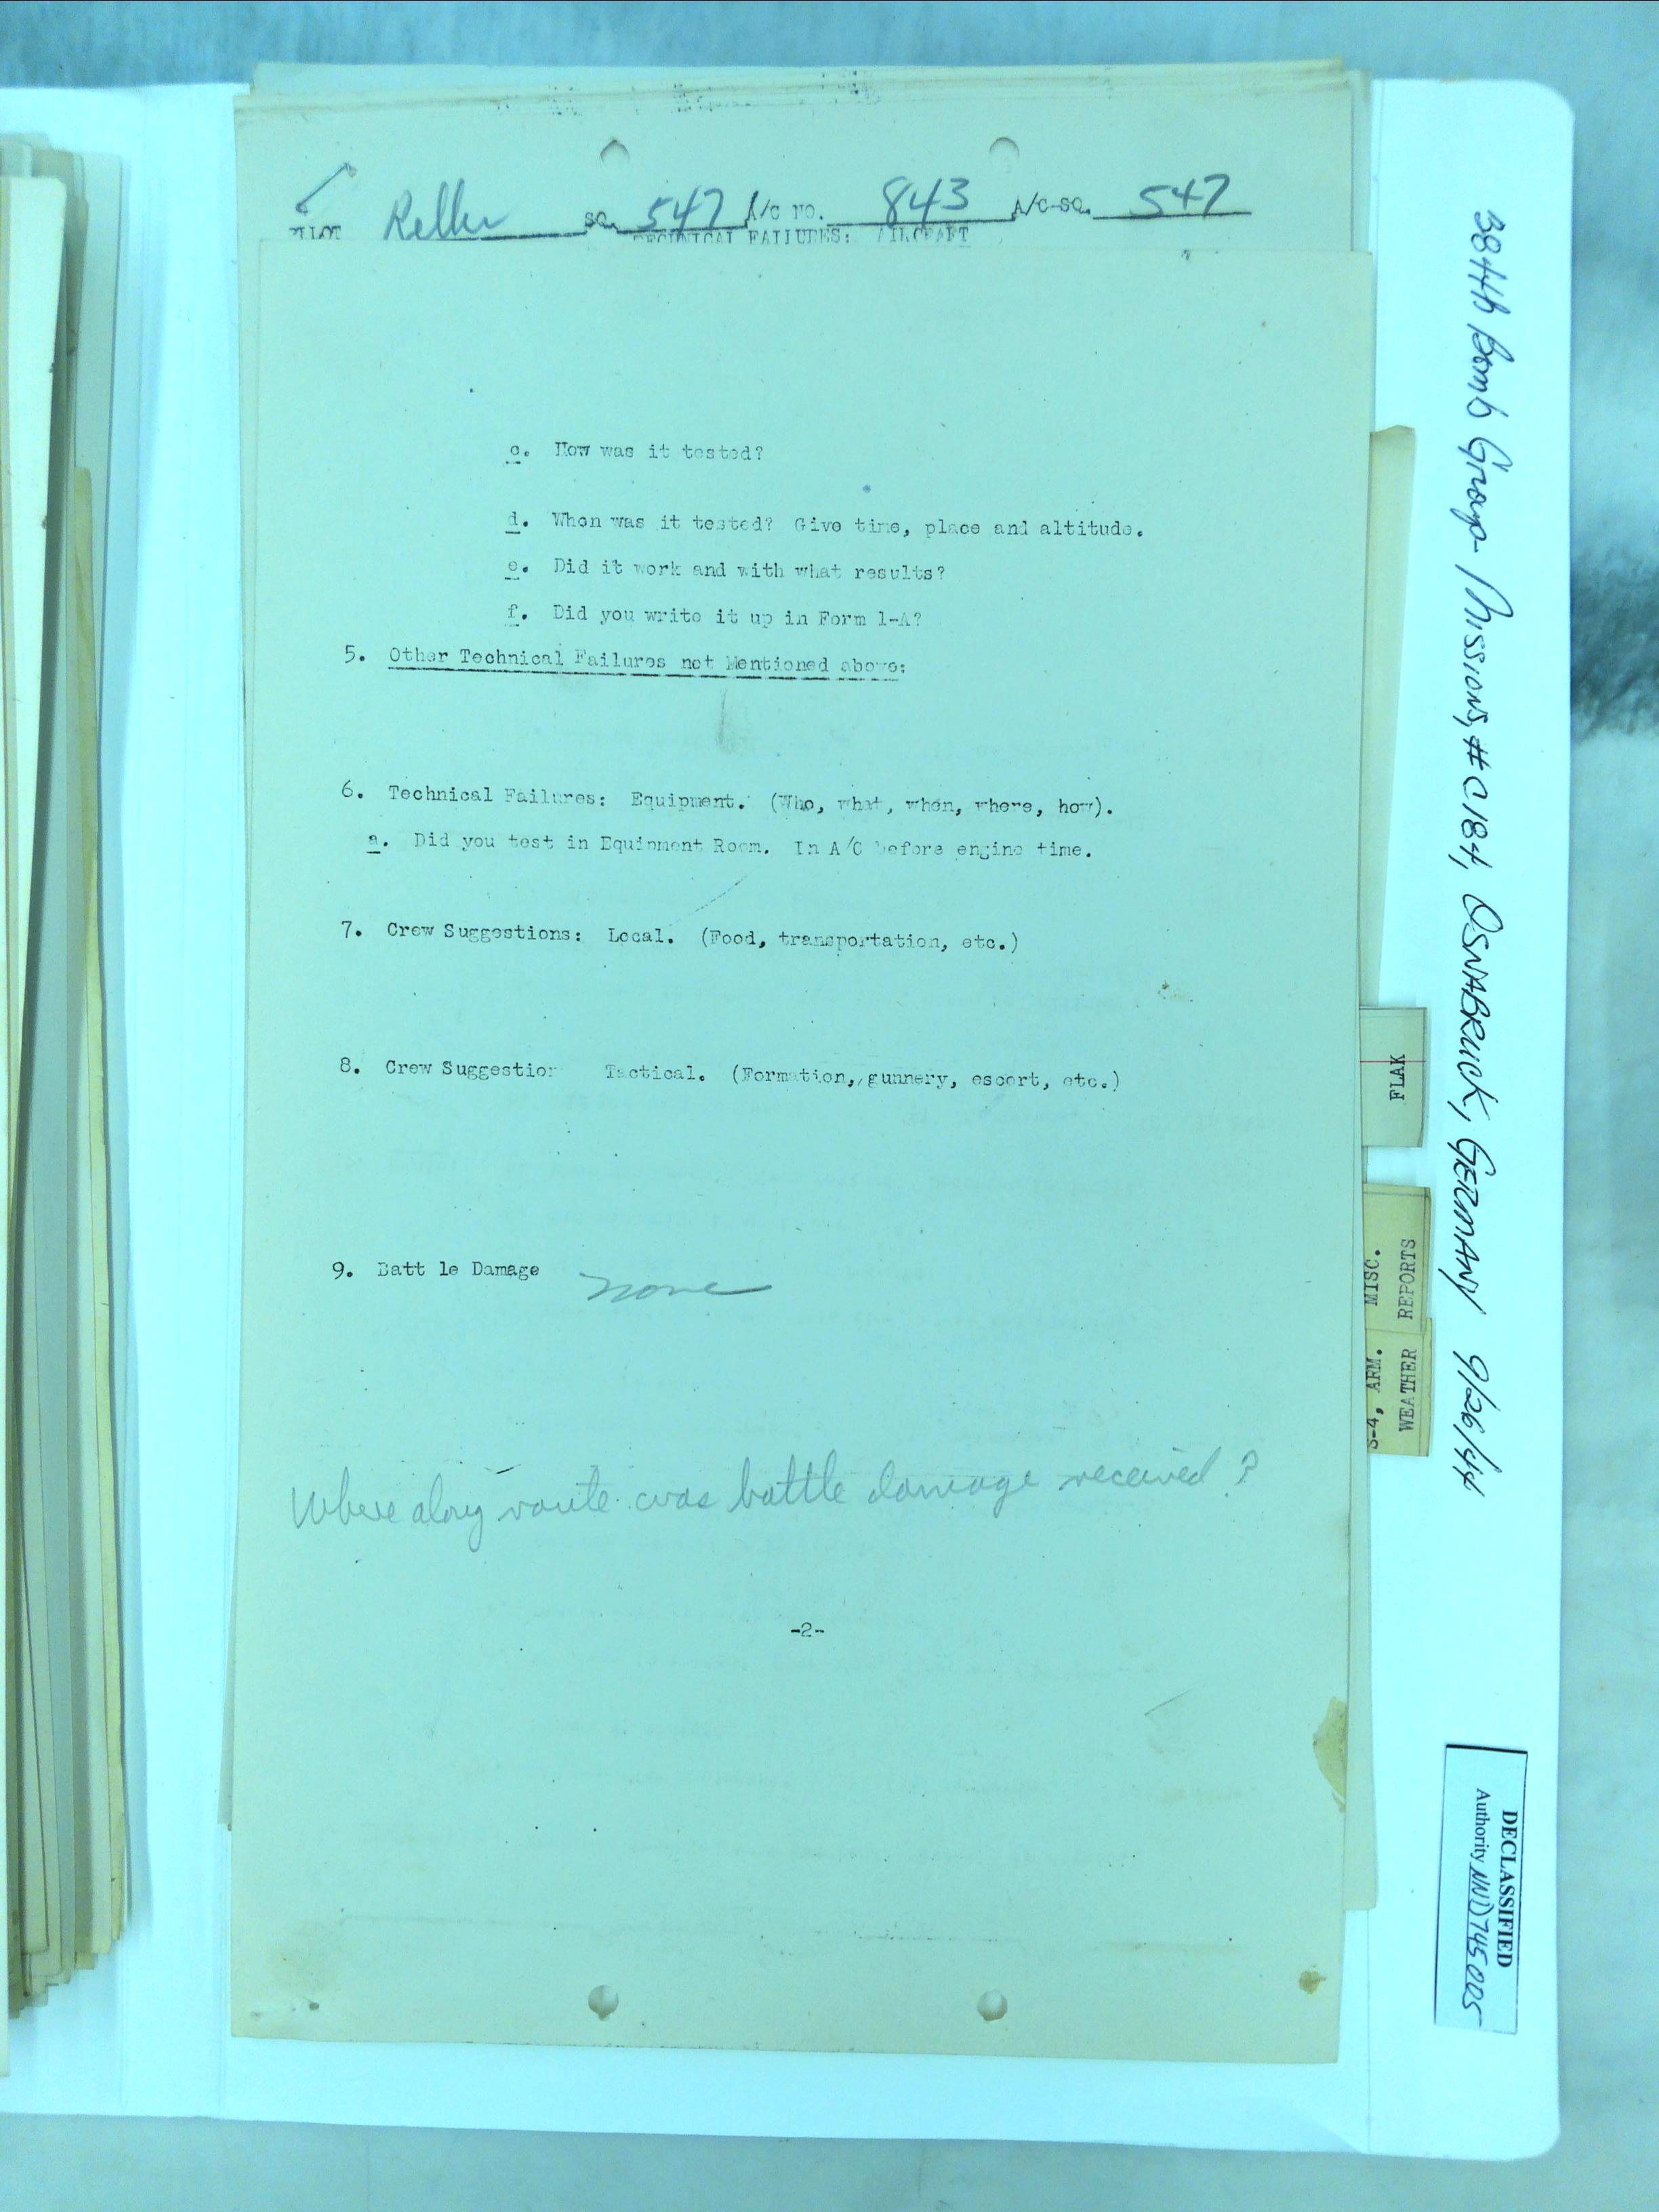 PILOT Keller SQ. 547 A/C NO. 843 A/C SQ. 547
TECHNICAL FAILURES: AIRCRAFT
c. How was it tested?
d. When was it tested? Give time, place and altitude.
e. Did it work and with what results?
f. Did you write it up in Form 1-A?
5. Other Technical Failures not Mentioned above:
6. Technical Failures: Equipment. (Who, what, when, where, how).
a. Did you test in Equipment Room. In A/C before engine time.
7. Crew Suggestions: Local. (Food, transportation, etc.)
8. Crew Suggestion Tactical. (Formation, gunnery, escort, etc.)
9. Batt le Damage none
Where along route was battle damage received?
-2-
384th Bomb Group - Missions, #C184, OSNABRUCK, GERMANY 9/26/44
FLAK
MISC. REPORTS
S-4, ARM. WEATHER
DECLASSIFIED
Authority NND745005